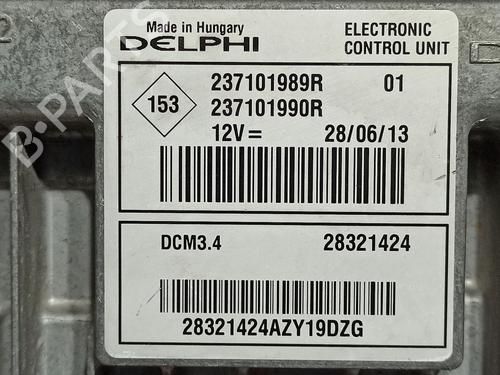 Made in Hungary
DELPHI
ELECTRONIC
CONTROL UNIT
153
237101989R 01
237101990R
12V= 28/06/13
DCM3.4 28321424
28321424AZY19DZG
B-PARTS